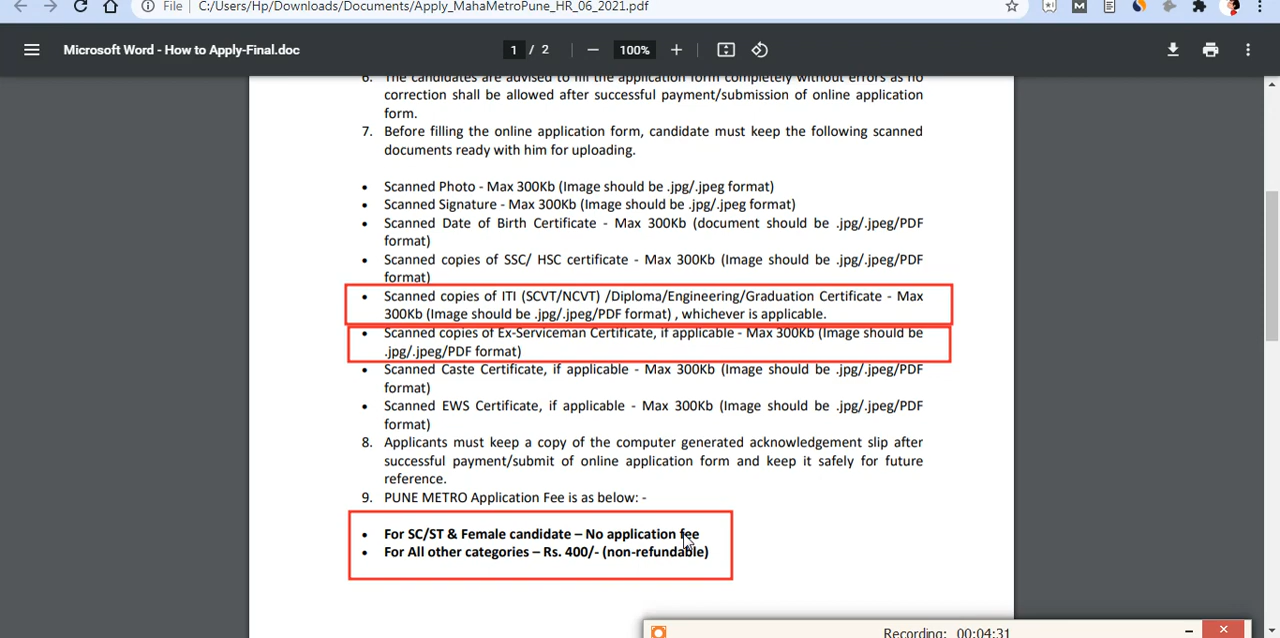 File C:/Users/Hp/Downloads/Documents/Apply_MahaMetroPune_HR_06_2021.pdf
Microsoft Word - How to Apply-Final.doc
1 / 2
100%
6. The candidates are advised to fill the application form completely without errors as no
correction shall be allowed after successful payment/submission of online application
form.
7. Before filling the online application form, candidate must keep the following scanned
documents ready with him for uploading.
• Scanned Photo - Max 300Kb (Image should be .jpg/.jpeg format)
• Scanned Signature - Max 300Kb (Image should be .jpg/.jpeg format)
• Scanned Date of Birth Certificate - Max 300Kb (document should be .jpg/.jpeg/PDF
format)
• Scanned copies of SSC/ HSC certificate - Max 300Kb (Image should be .jpg/.jpeg/PDF
format)
• Scanned copies of ITI (SCVT/NCVT) /Diploma/Engineering/Graduation Certificate - Max
300Kb (Image should be .jpg/.jpeg/PDF format) , whichever is applicable.
• Scanned copies of Ex-Serviceman Certificate, if applicable - Max 300Kb (Image should be
.jpg/.jpeg/PDF format)
• Scanned Caste Certificate, if applicable - Max 300Kb (Image should be .jpg/.jpeg/PDF
format)
• Scanned EWS Certificate, if applicable - Max 300Kb (Image should be .jpg/.jpeg/PDF
format)
8. Applicants must keep a copy of the computer generated acknowledgement slip after
successful payment/submit of online application form and keep it safely for future
reference.
9. PUNE METRO Application Fee is as below: -
• For SC/ST & Female candidate – No application fee
• For All other categories – Rs. 400/- (non-refundable)
Recording: 00:04:31